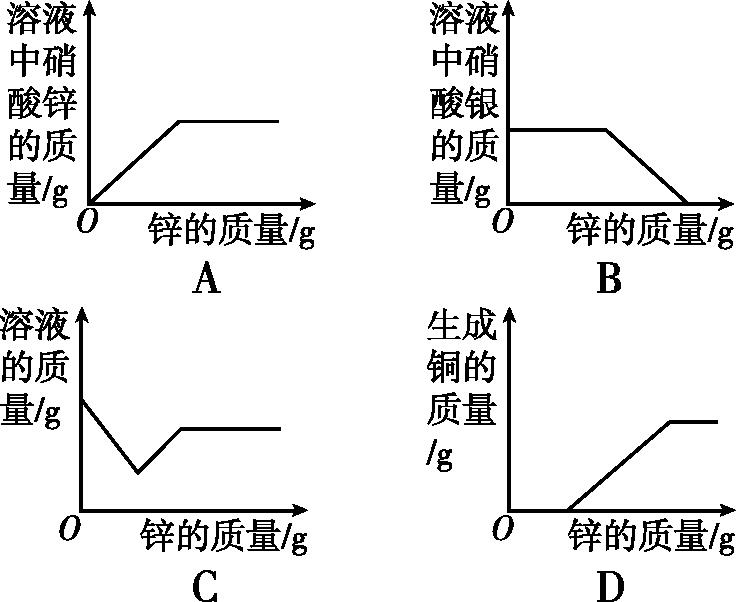 溶液
中硝
酸锌
的质
量/g
O
锌的质量/g
A
溶液
中硝
酸银
的质
量/g
O
锌的质量/g
B
溶液
的质
量/g
O
锌的质量/g
C
生成
铜的
质量
/g
O
锌的质量/g
D